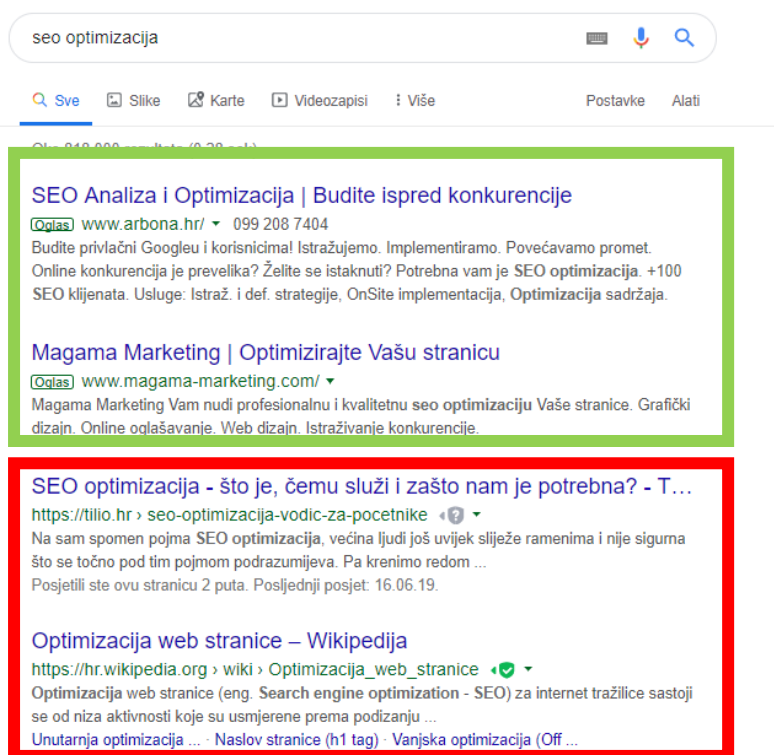 seo optimizacija
Sve Slike Karte Videozapisi Više Postavke Alati
Oko 818.000 rezultata (0,38 sek)
SEO Analiza i Optimizacija | Budite ispred konkurencije
Oglas www.arbona.hr/ 099 208 7404
Budite privlačni Googleu i korisnicima! Istražujemo. Implementiramo. Povećavamo promet.
Online konkurencija je prevelika? Želite se istaknuti? Potrebna vam je SEO optimizacija. +100
SEO klijenata. Usluge: Istraž. i def. strategije, OnSite implementacija, Optimizacija sadržaja.
Magama Marketing | Optimizirajte Vašu stranicu
Oglas www.magama-marketing.com/
Magama Marketing Vam nudi profesionalnu i kvalitetnu seo optimizaciju Vaše stranice. Grafički
dizajn. Online oglašavanje. Web dizajn. Istraživanje konkurencije.
SEO optimizacija - što je, čemu služi i zašto nam je potrebna? - T...
https://tilio.hr › seo-optimizacija-vodic-za-pocetnike
Na sam spomen pojma SEO optimizacija, većina ljudi još uvijek sliježe ramenima i nije sigurna
što se točno pod tim pojmom podrazumijeva. Pa krenimo redom ...
Posjetili ste ovu stranicu 2 puta. Posljednji posjet: 16.06.19.
Optimizacija web stranice – Wikipedija
https://hr.wikipedia.org › wiki › Optimizacija_web_stranice
Optimizacija web stranice (eng. Search engine optimization - SEO) za internet tražilice sastoji
se od niza aktivnosti koje su usmjerene prema podizanju ...
Unutarnja optimizacija ... · Naslov stranice (h1 tag) · Vanjska optimizacija (Off ...